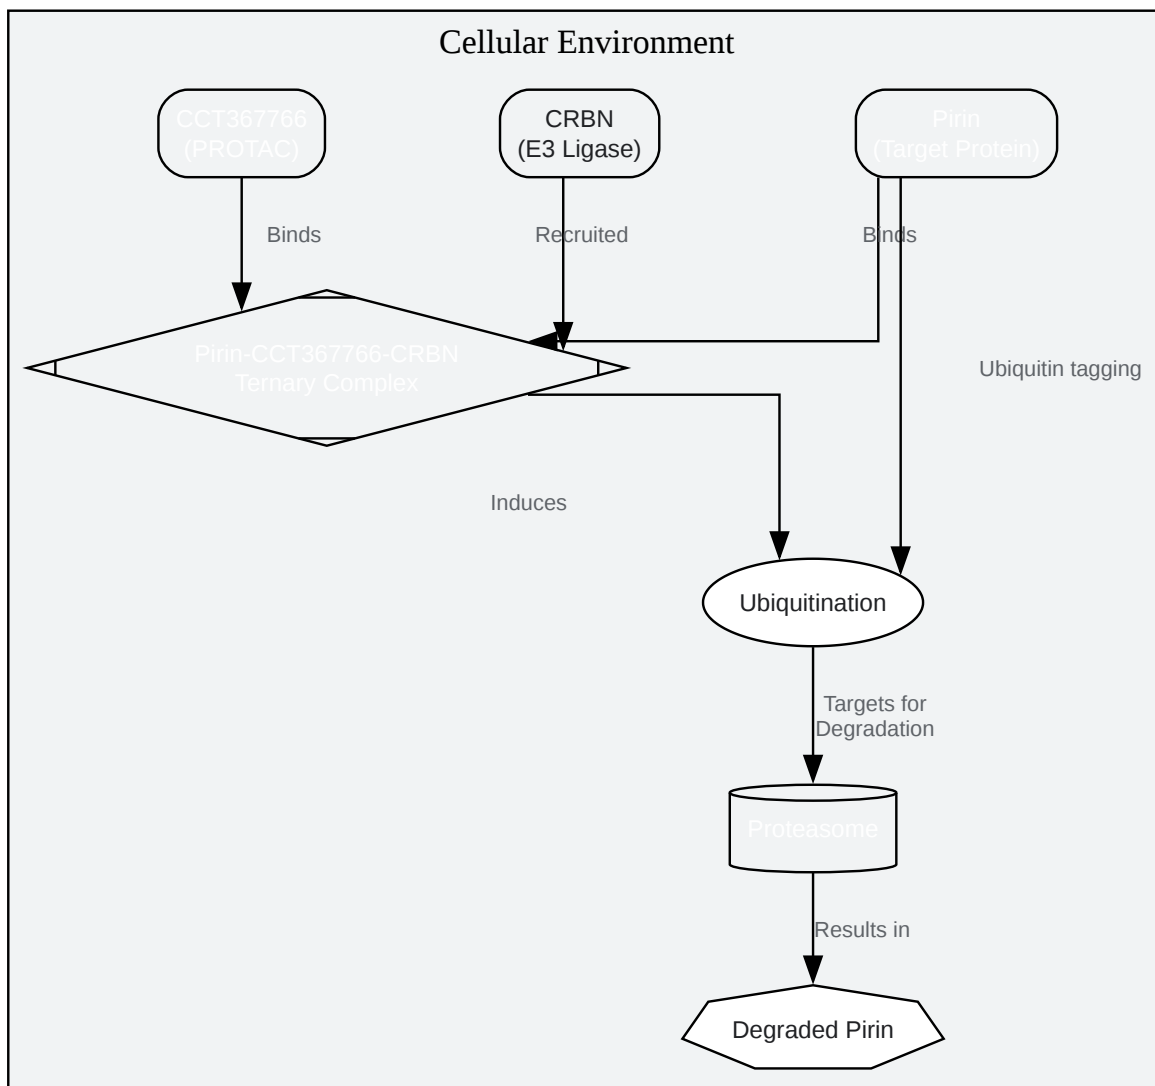 Cellular Environment
CCT367766
(PROTAC)
CRBN
(E3 Ligase)
Pirin
(Target Protein)
Binds
Recruited
Binds
Pirin-CCT367766-CRBN
Ternary Complex
Ubiquitin tagging
Induces
Ubiquitination
Targets for
Degradation
Proteasome
Results in
Degraded Pirin